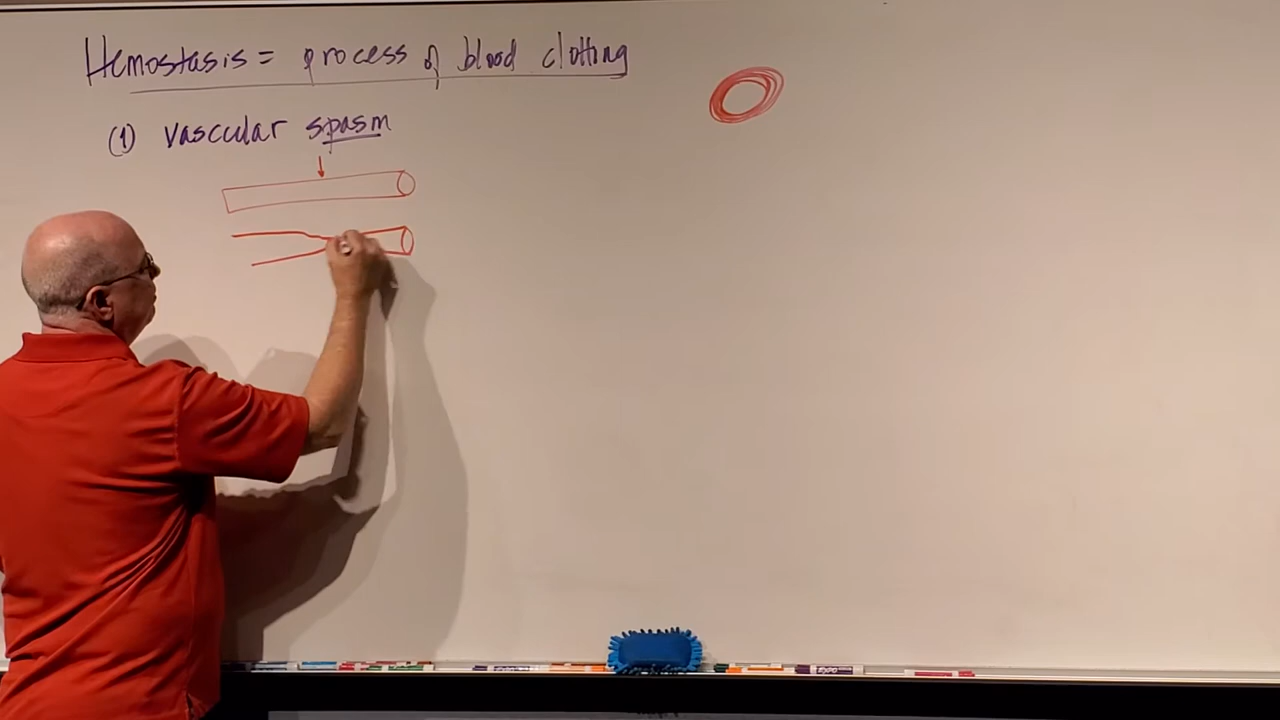 Hemostasis = process of blood clotting
(1) vascular spasm